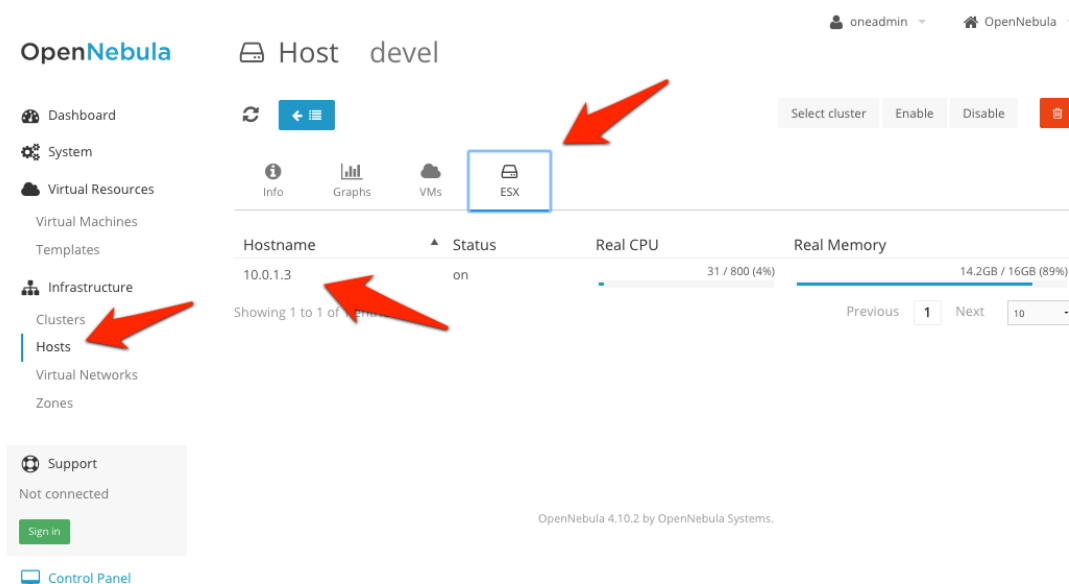 oneadmin
OpenNebula
OpenNebula
Host devel
Dashboard
System
Virtual Resources
Virtual Machines
Templates
Infrastructure
Clusters
Hosts
Virtual Networks
Zones
Support
Not connected
Sign in
Control Panel
Select cluster Enable Disable
Info Graphs VMs ESX
Hostname Status Real CPU Real Memory
10.0.1.3 on 31 / 800 (4%) 14.2GB / 16GB (89%)
Showing 1 to 1 of
Previous 1 Next 10
OpenNebula 4.10.2 by OpenNebula Systems.